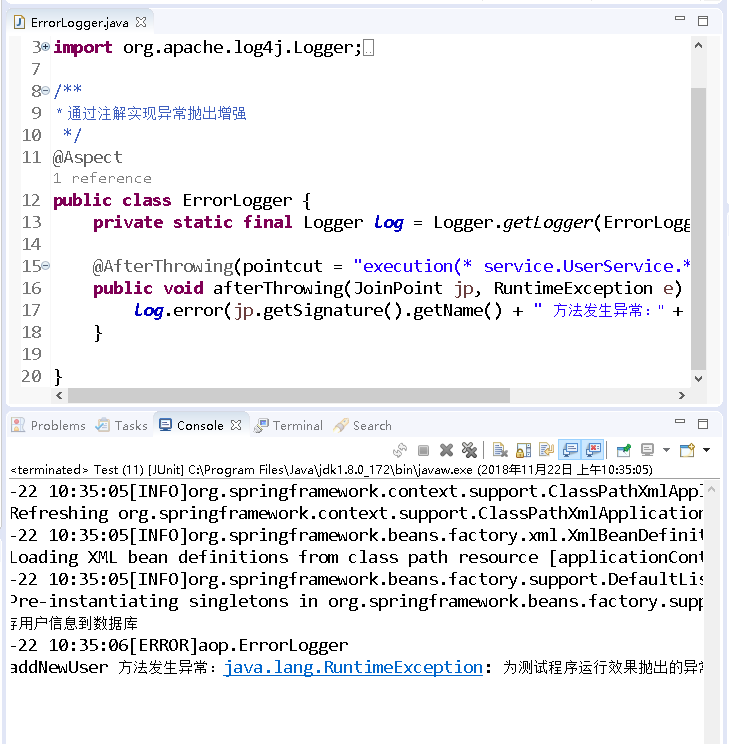 ErrorLogger.java
3 import org.apache.log4j.Logger;
7
8 /**
9 * 通过注解实现异常抛出增强
10 */
11 @Aspect
1 reference
12 public class ErrorLogger {
13 private static final Logger log = Logger.getLogger(ErrorLogg
14
15 @AfterThrowing(pointcut = "execution(* service.UserService.*
16 public void afterThrowing(JoinPoint jp, RuntimeException e)
17 log.error(jp.getSignature().getName() + " 方法发生异常：" +
18 }
19
20 }
Problems Tasks Console Terminal Search
<terminated> Test (11) [JUnit] C:\Program Files\Java\jdk1.8.0_172\bin\javaw.exe (2018年11月22日 上午10:35:05)
-22 10:35:05[INFO]org.springframework.context.support.ClassPathXmlAppl
Refreshing org.springframework.context.support.ClassPathXmlApplication
-22 10:35:05[INFO]org.springframework.beans.factory.xml.XmlBeanDefinit
Loading XML bean definitions from class path resource [applicationCont
-22 10:35:05[INFO]org.springframework.beans.factory.support.DefaultLis
Pre-instantiating singletons in org.springframework.beans.factory.supp
存用户信息到数据库
-22 10:35:06[ERROR]aop.ErrorLogger
addNewUser 方法发生异常：java.lang.RuntimeException: 为测试程序运行效果抛出的异常